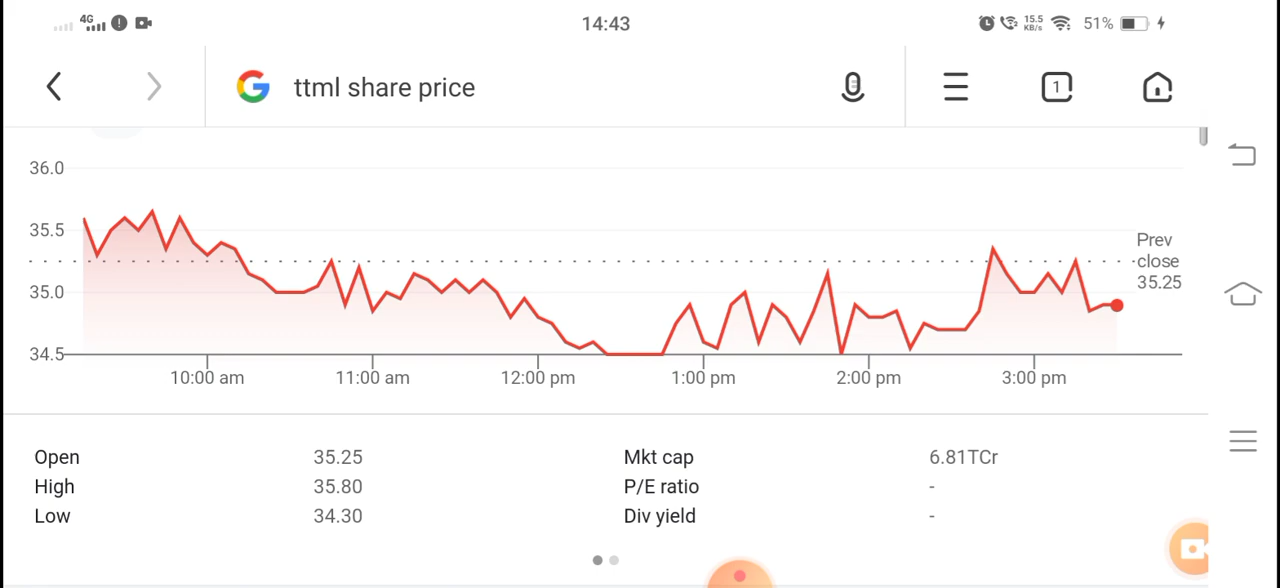 4G 14:43 15.5 KB/s 51%
ttml share price 1
36.0
35.5
35.0
34.5
Prev
close
35.25
10:00 am 11:00 am 12:00 pm 1:00 pm 2:00 pm 3:00 pm
Open 35.25 Mkt cap 6.81TCr
High 35.80 P/E ratio -
Low 34.30 Div yield -